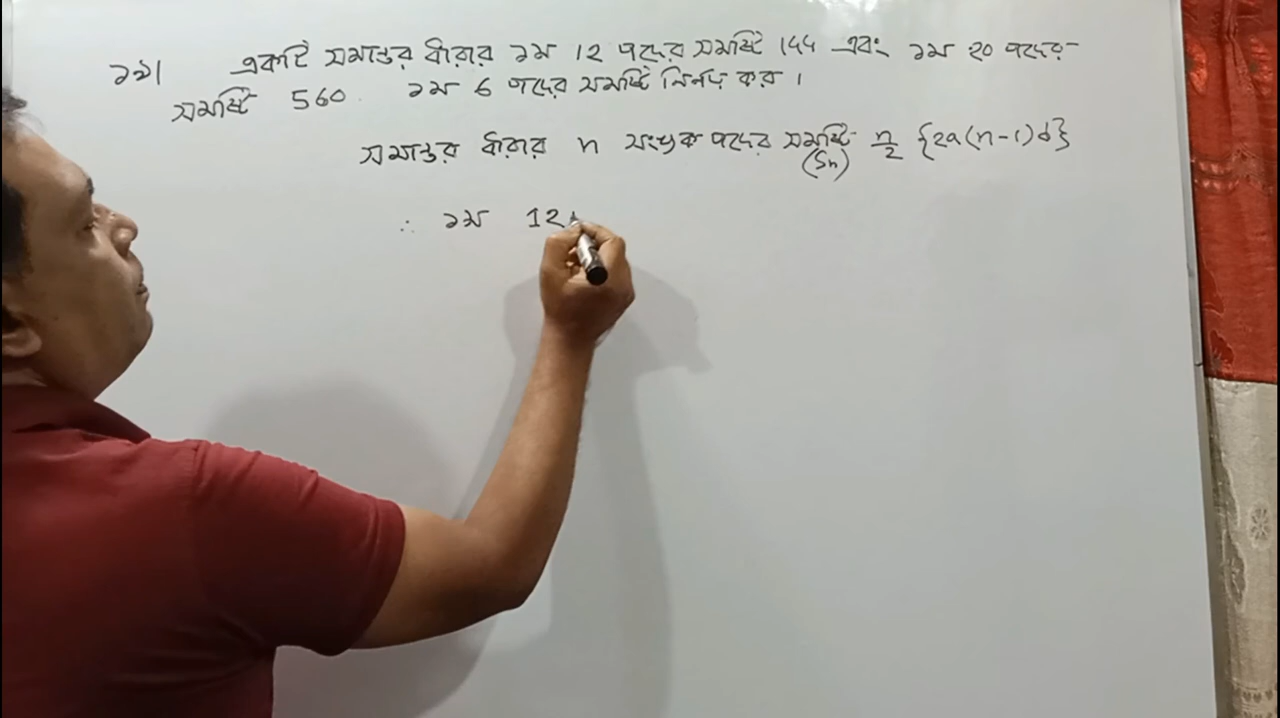 ১১। একটি সমান্তর ধারার ১ম 12 পদের সমষ্টি 144 এবং ১ম 20 পদের
সমষ্টি 560. ১ম 6 পদের সমষ্টি নির্নয় কর।
সমান্তর ধারার n সংখ্যক পদের সমষ্টি (Sn) n/2 {2a(n-1)d}
∴ ১ম 12